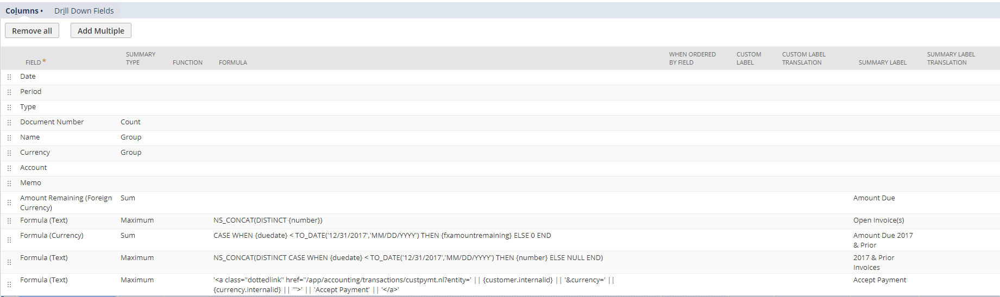 Columns • Drill Down Fields
Remove all Add Multiple
FIELD * SUMMARY TYPE FUNCTION FORMULA WHEN ORDERED BY FIELD CUSTOM LABEL CUSTOM LABEL TRANSLATION SUMMARY LABEL SUMMARY LABEL TRANSLATION
Date
Period
Type
Document Number Count
Name Group
Currency Group
Account
Memo
Amount Remaining (Foreign Sum Amount Due
Currency)
Formula (Text) Maximum NS_CONCAT(DISTINCT {number}) Open Invoice(s)
Formula (Currency) Sum CASE WHEN {duedate} < TO_DATE('12/31/2017','MM/DD/YYYY') THEN {fxamountremaining} ELSE 0 END Amount Due 2017
& Prior
Formula (Text) Maximum NS_CONCAT(DISTINCT CASE WHEN {duedate} < TO_DATE('12/31/2017','MM/DD/YYYY') THEN {number} ELSE NULL END) 2017 & Prior
Invoices
Formula (Text) Maximum '<a class="dottedlink" href="/app/accounting/transactions/custpymt.nl?entity=' || {customer.internalid} || '&currency=' || Accept Payment
{currency.internalid} || '">' || 'Accept Payment' || '</a>'